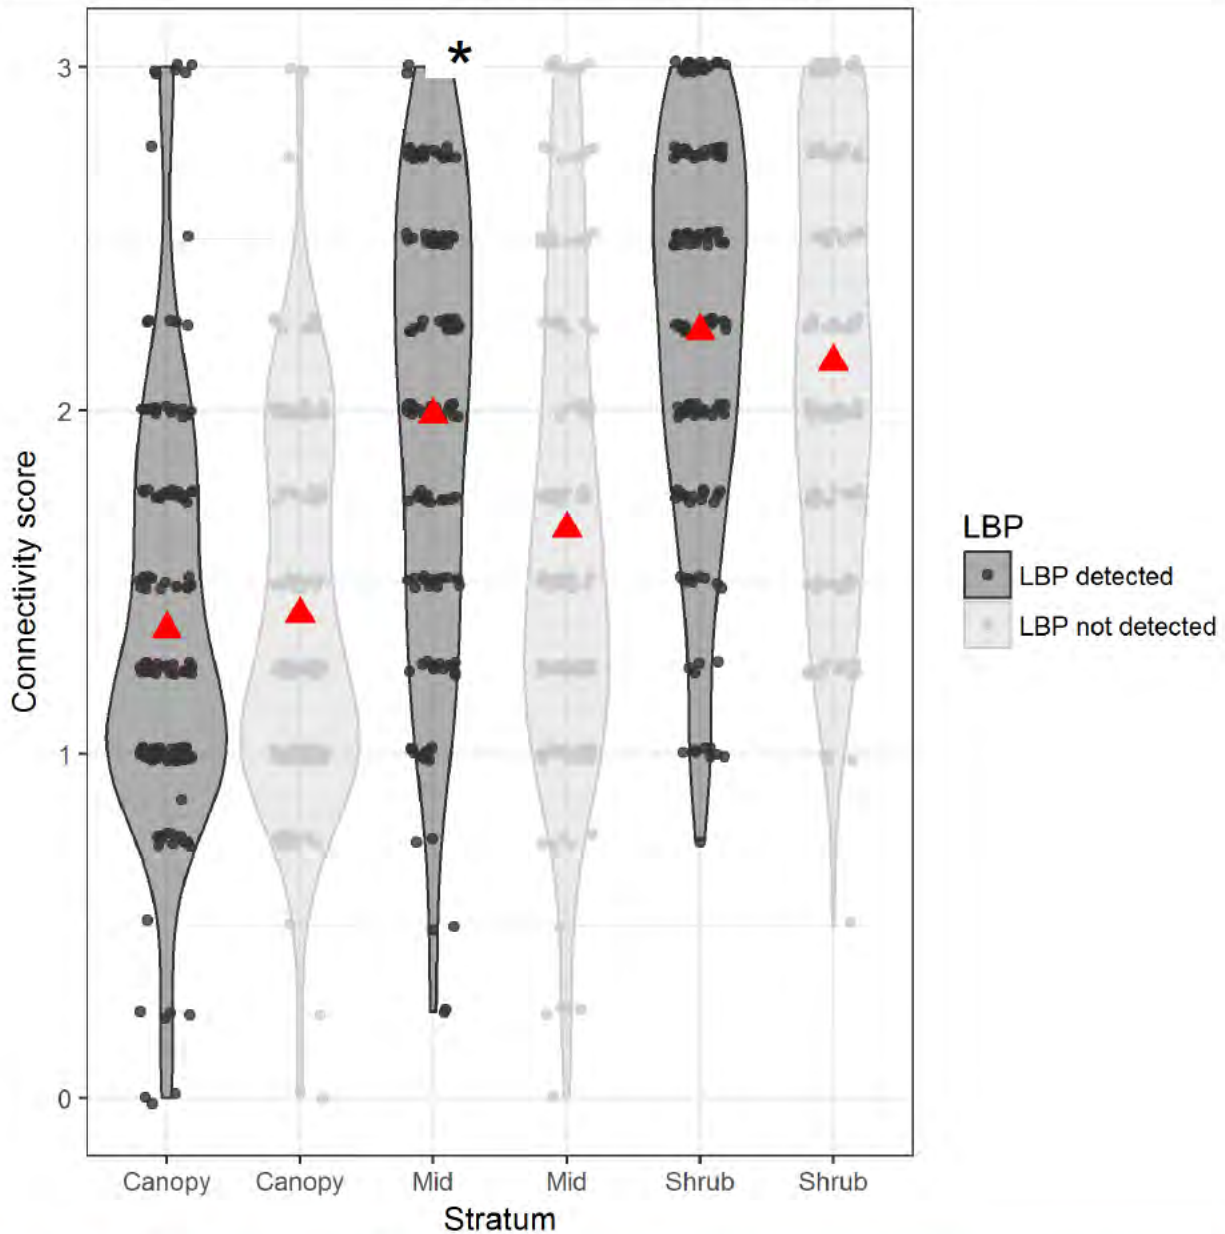 *
3
2
1
0
Connectivity score
Canopy Canopy Mid Mid Shrub Shrub
Stratum
LBP
LBP detected
LBP not detected